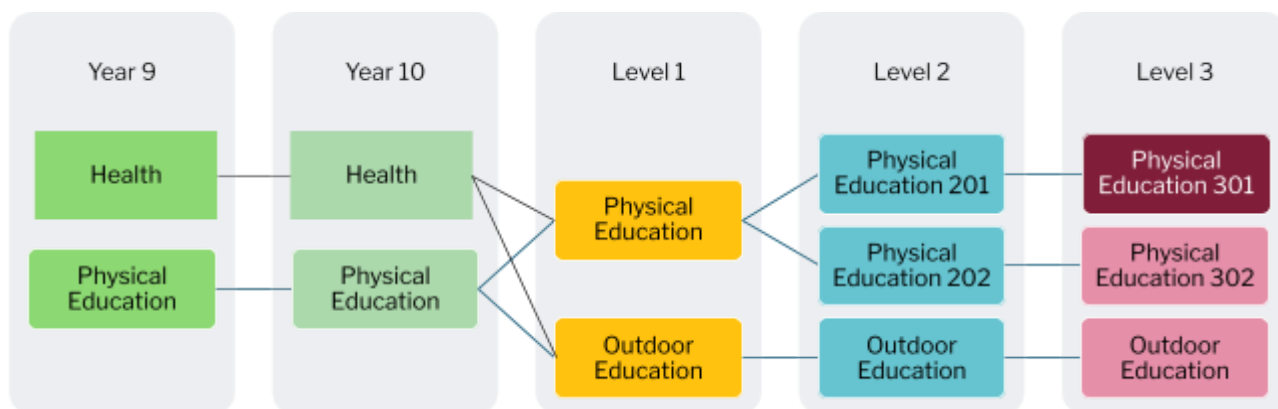 Year 9
Year 10
Level 1
Level 2
Level 3
Health
Health
Physical
Education
Physical
Education
Physical
Education
Outdoor
Education
Physical
Education 201
Physical
Education 202
Outdoor
Education
Physical
Education 301
Physical
Education 302
Outdoor
Education